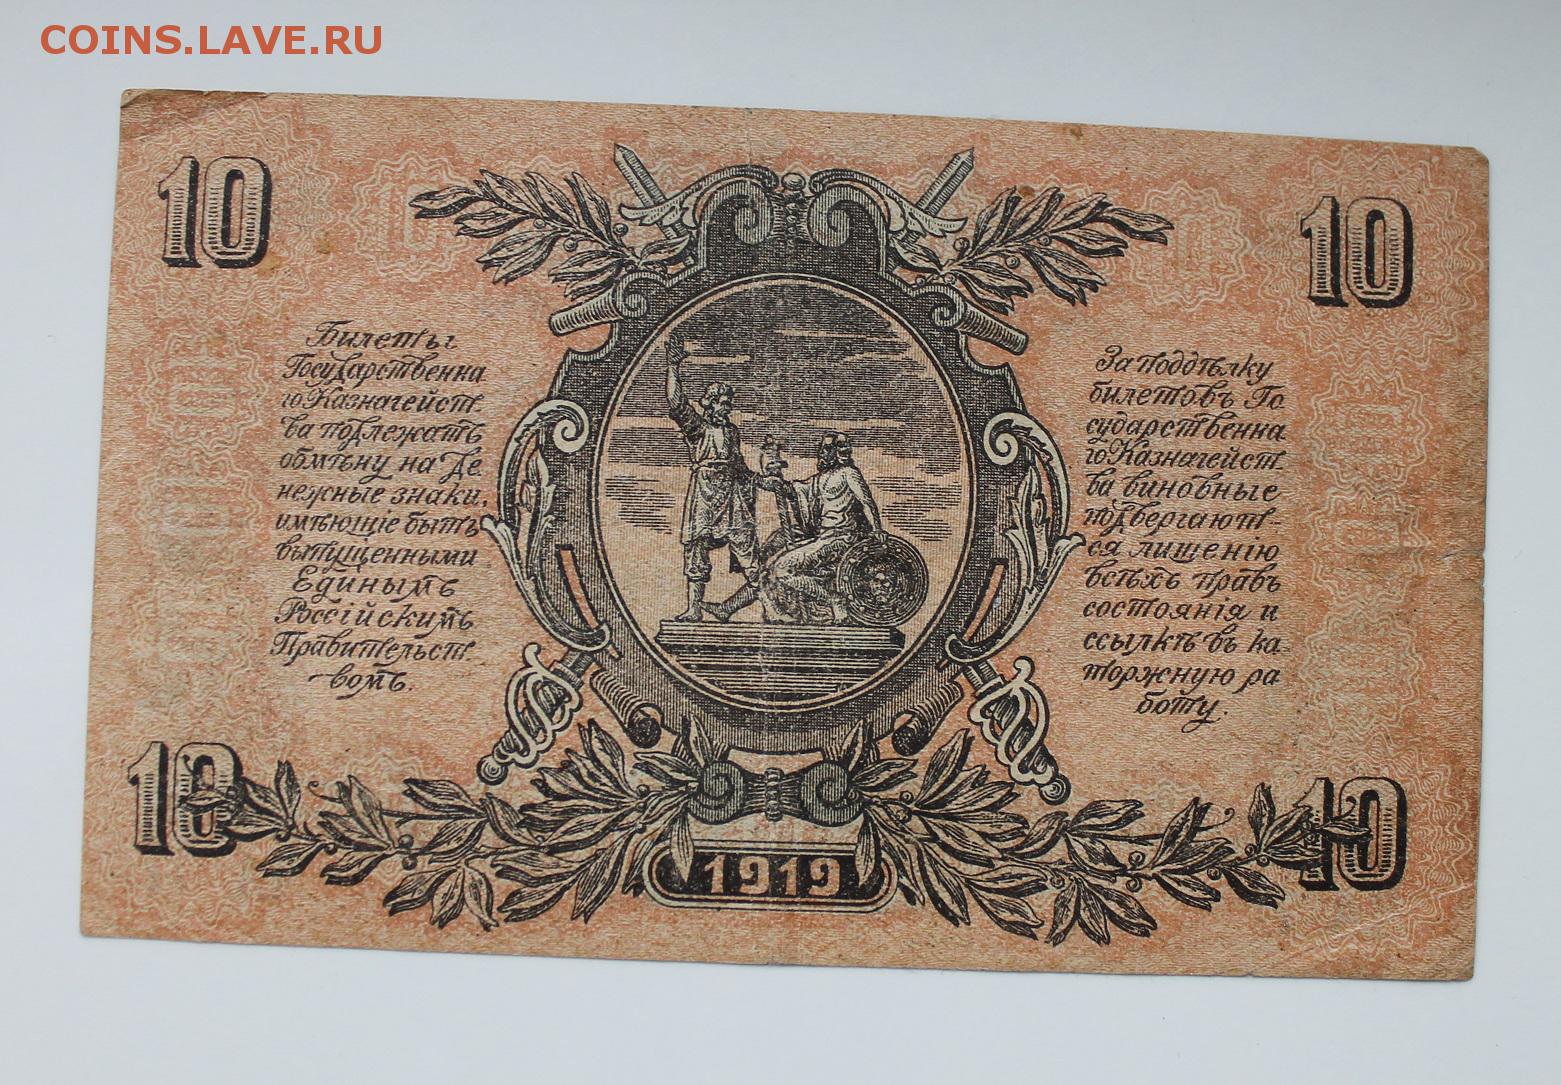 COINS.LAVE.RU
10
10
Билеты
Государственна
го Казначейст-
ва подлежатъ
обмѣну на де
нежные знаки,
имѣющіе быть
выпущенными
Единымъ
Россійскимъ
Правительст-
вомъ.
За поддѣлку
билетовъ Го
сударственна
го Казначейст-
ва виновные
подвергают-
ся лишенію
всѣхъ правъ
состоянія и
ссылкѣ въ ка-
торжную ра
боту.
10
10
1919